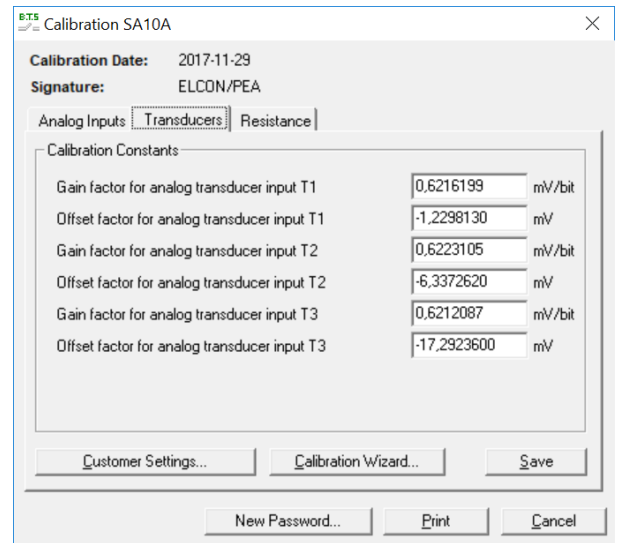 B.T.S Calibration SA10A
Calibration Date: 2017-11-29
Signature: ELCON/PEA
Analog Inputs Transducers Resistance
Calibration Constants
Gain factor for analog transducer input T1 0,6216199 mV/bit
Offset factor for analog transducer input T1 -1,2298130 mV
Gain factor for analog transducer input T2 0,6223105 mV/bit
Offset factor for analog transducer input T2 -6,3372620 mV
Gain factor for analog transducer input T3 0,6212087 mV/bit
Offset factor for analog transducer input T3 -17,2923600 mV
Customer Settings... Calibration Wizard... Save
New Password... Print Cancel